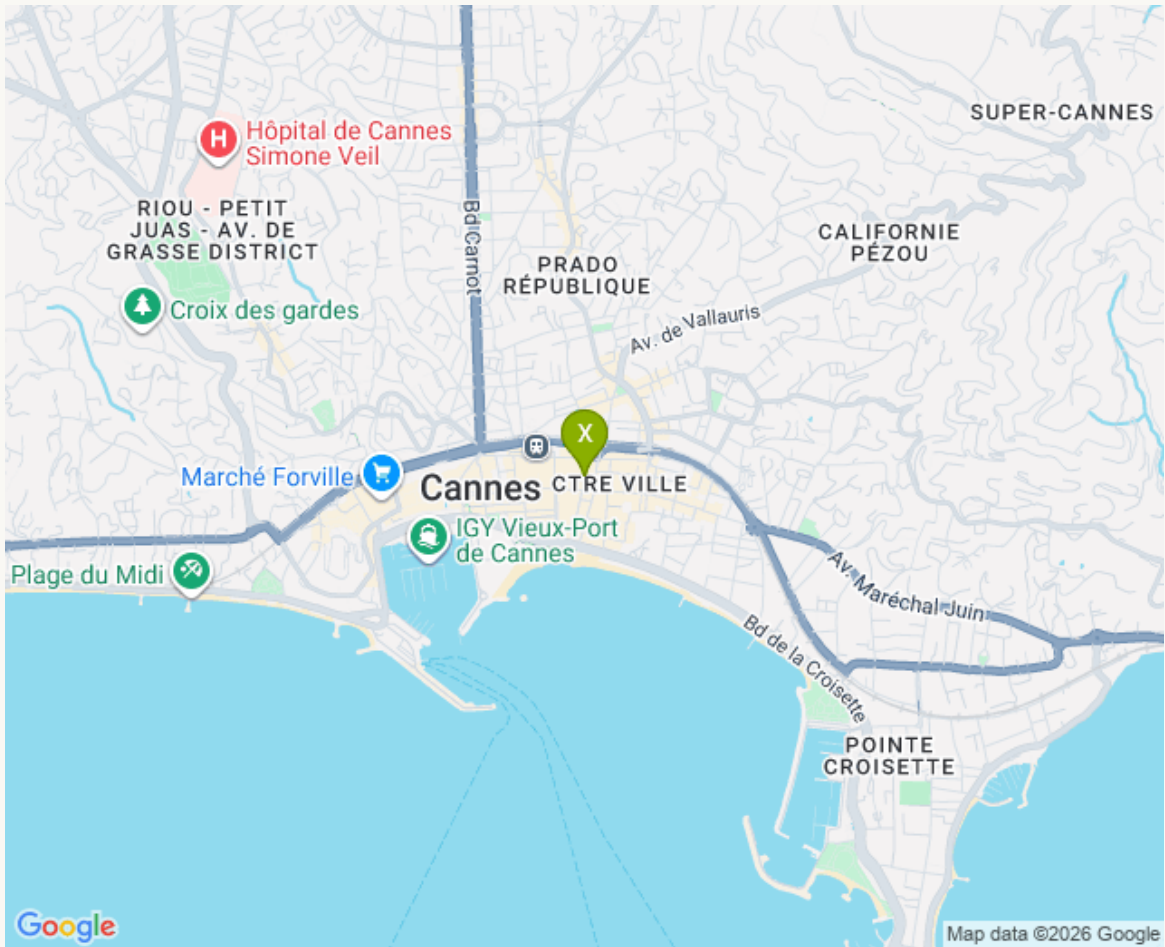 SUPER-CANNES
H
Hôpital de Cannes
Simone Veil
RIOU - PETIT
JUAS - AV. DE
GRASSE DISTRICT
Bd Carnot
CALIFORNIE
PÉZOU
PRADO
RÉPUBLIQUE
Croix des gardes
Av. de Vallauris
X
Marché Forville
Cannes
CTRE VILLE
IGY Vieux-Port
de Cannes
Plage du Midi
Av. Maréchal Juin
Bd de la Croisette
POINTE
CROISETTE
Google
Map data ©2026 Google